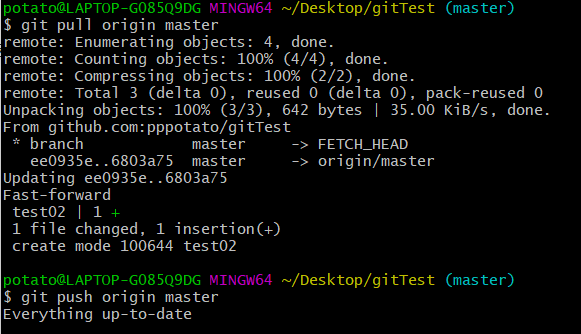 potato@LAPTOP-G085Q9DG MINGW64 ~/Desktop/gitTest (master)
$ git pull origin master
remote: Enumerating objects: 4, done.
remote: Counting objects: 100% (4/4), done.
remote: Compressing objects: 100% (2/2), done.
remote: Total 3 (delta 0), reused 0 (delta 0), pack-reused 0
Unpacking objects: 100% (3/3), 642 bytes | 35.00 KiB/s, done.
From github.com:pppotato/gitTest
 * branch            master     -> FETCH_HEAD
   ee0935e..6803a75  master     -> origin/master
Updating ee0935e..6803a75
Fast-forward
 test02 | 1 +
 1 file changed, 1 insertion(+)
 create mode 100644 test02
potato@LAPTOP-G085Q9DG MINGW64 ~/Desktop/gitTest (master)
$ git push origin master
Everything up-to-date